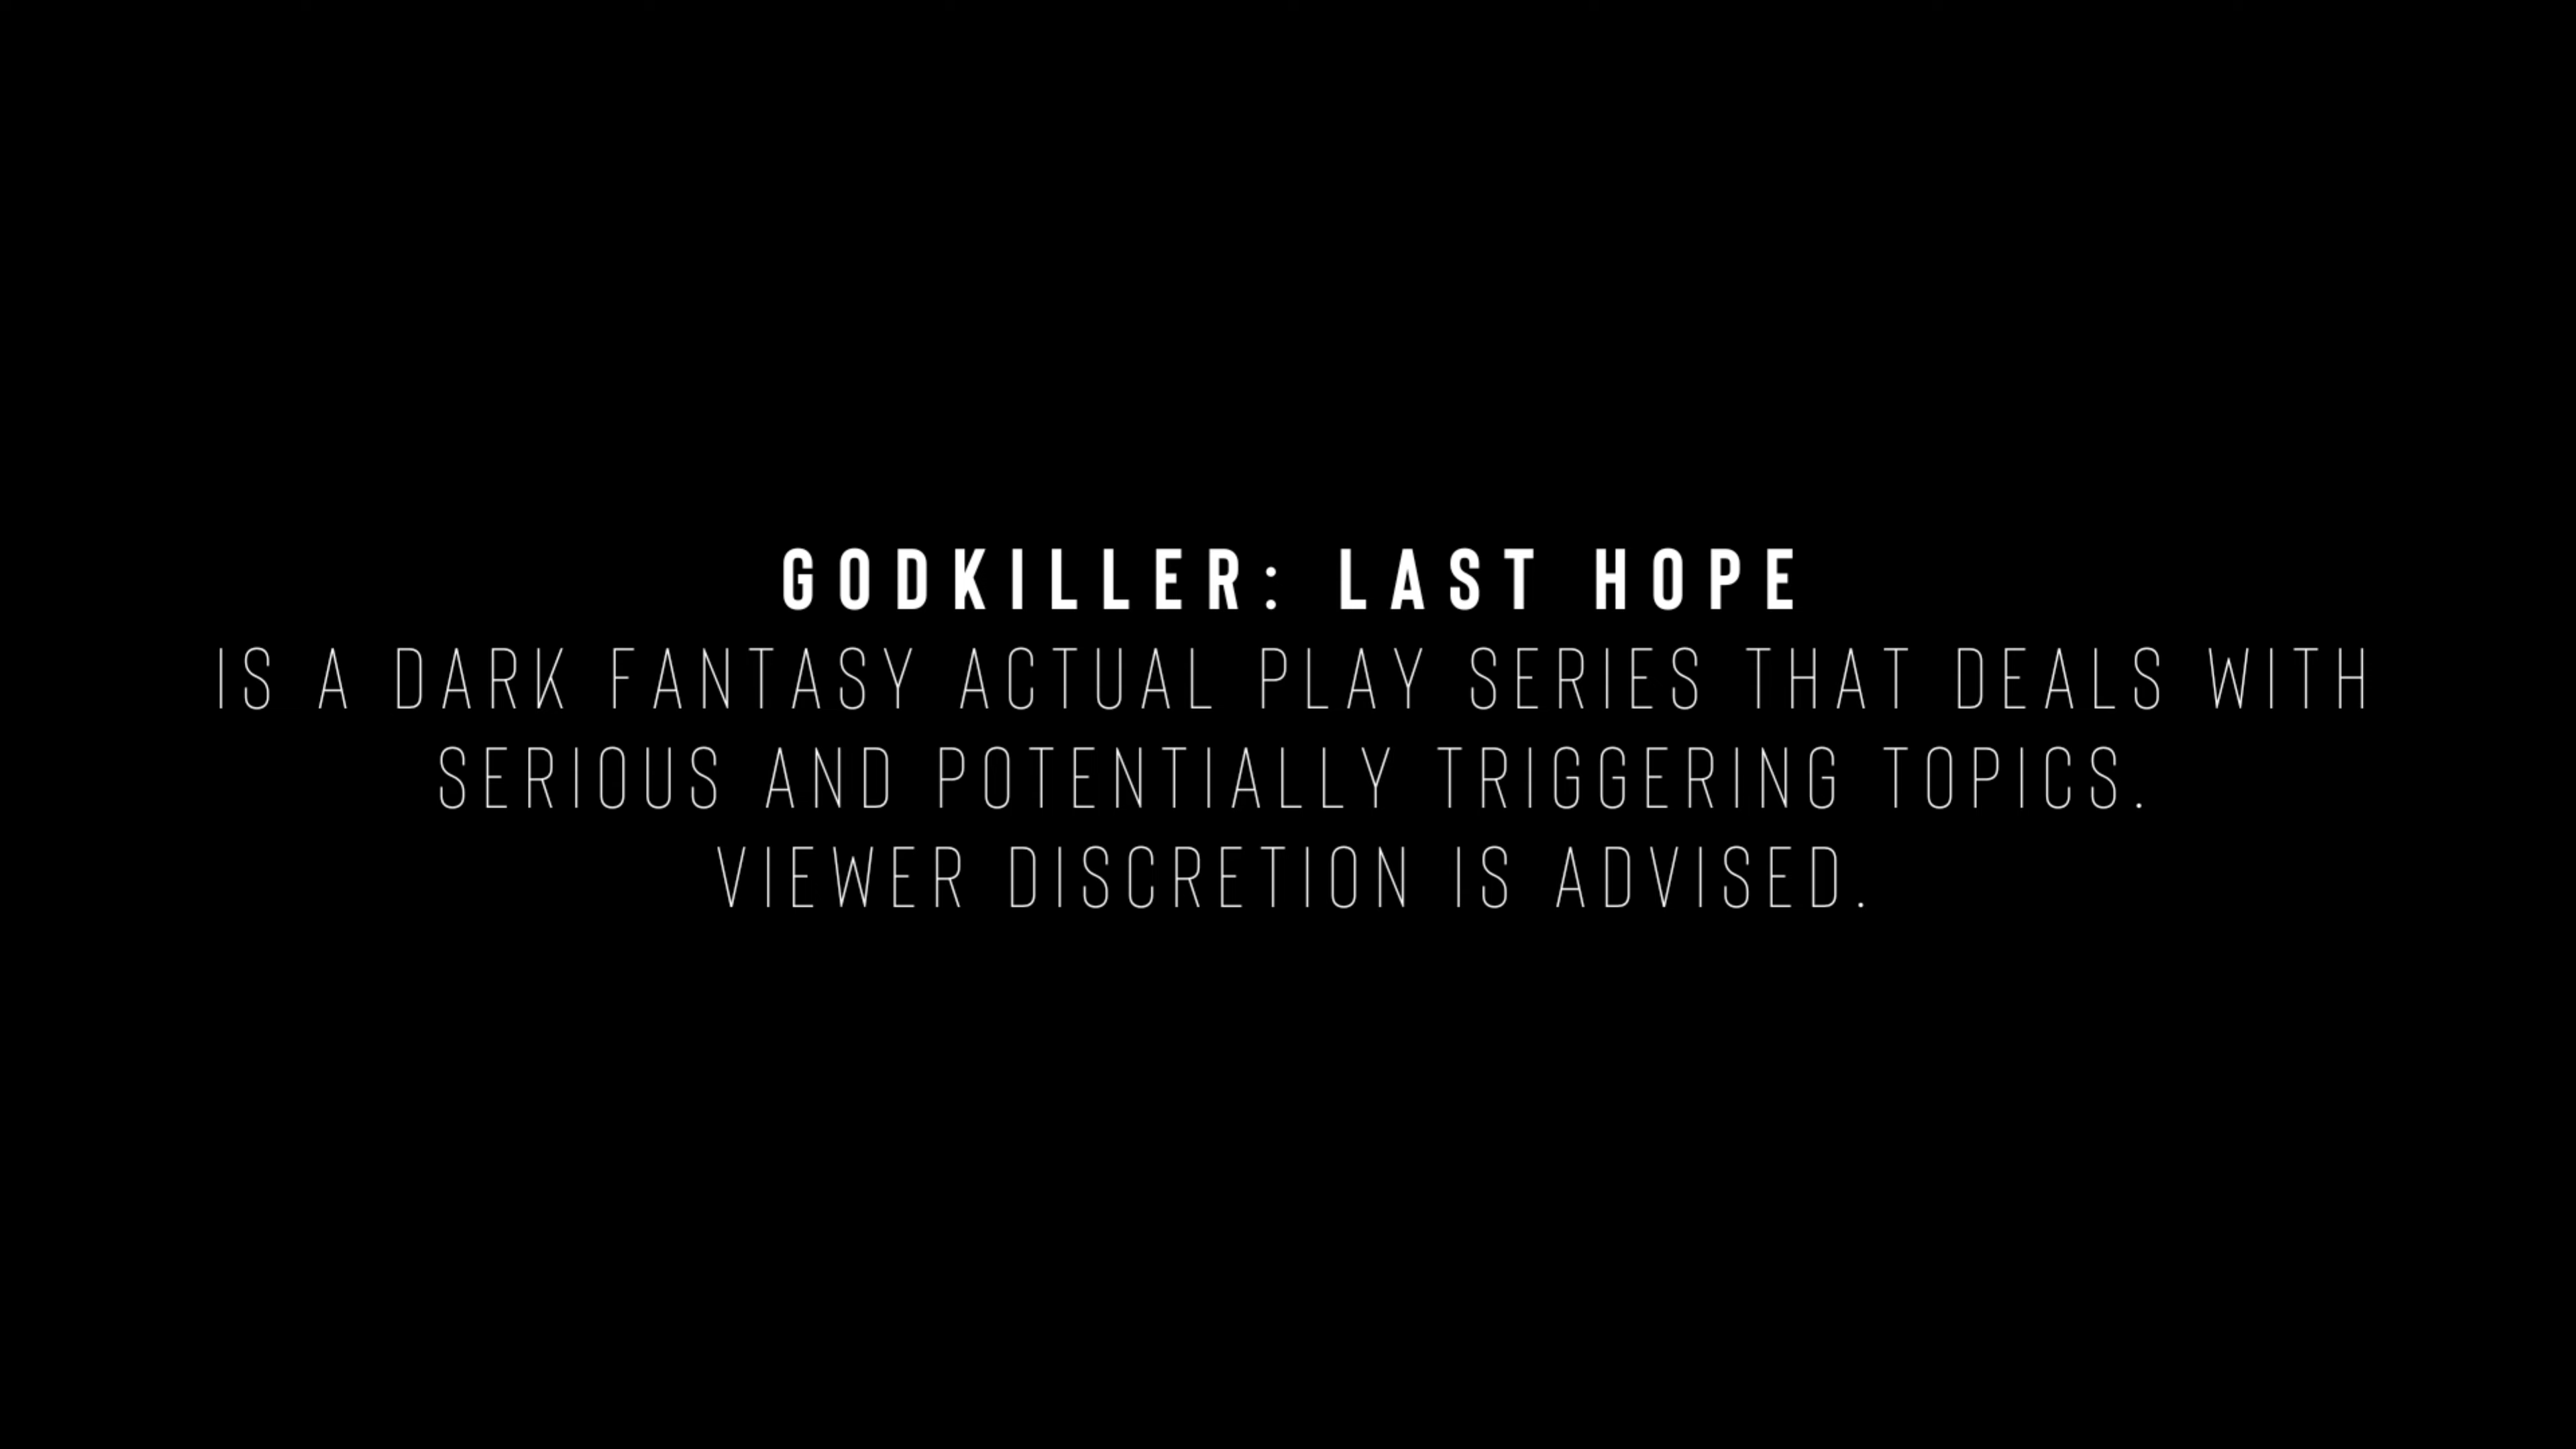 GODKILLER: LAST HOPE
IS A DARK FANTASY ACTUAL PLAY SERIES THAT DEALS WITH
SERIOUS AND POTENTIALLY TRIGGERING TOPICS.
VIEWER DISCRETION IS ADVISED.